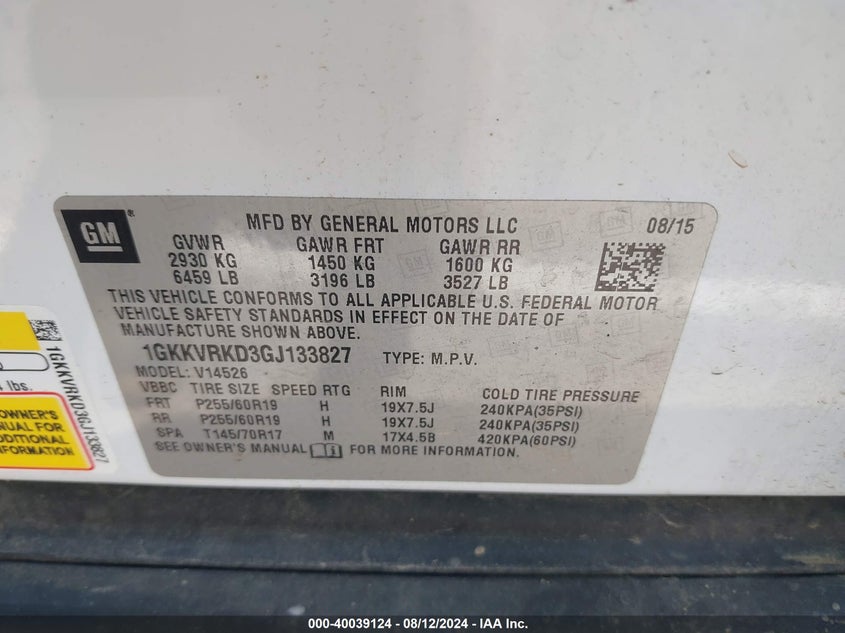 GM
®
MFD BY GENERAL MOTORS LLC 08/15
GVWR GAWR FRT GAWR RR
2930 KG 1450 KG 1600 KG
6459 LB 3196 LB 3527 LB
THIS VEHICLE CONFORMS TO ALL APPLICABLE U.S. FEDERAL MOTOR
VEHICLE SAFETY STANDARDS IN EFFECT ON THE DATE OF
MANUFACTURE SHOWN ABOVE.
1GKKVRKD3GJ133827 TYPE: M.P.V.
MODEL: V14526
VBBC TIRE SIZE SPEED RTG RIM COLD TIRE PRESSURE
FRT P255/60R19 H 19X7.5J 240KPA(35PSI)
RR P255/60R19 H 19X7.5J 240KPA(35PSI)
SPA T145/70R17 M 17X4.5B 420KPA(60PSI)
SEE OWNER'S MANUAL FOR MORE INFORMATION.
lbs.
OWNER'S
FOR
INFORMATION
1GKKVRKD3GJ133827
000-40039124 - 08/12/2024 - IAA Inc.